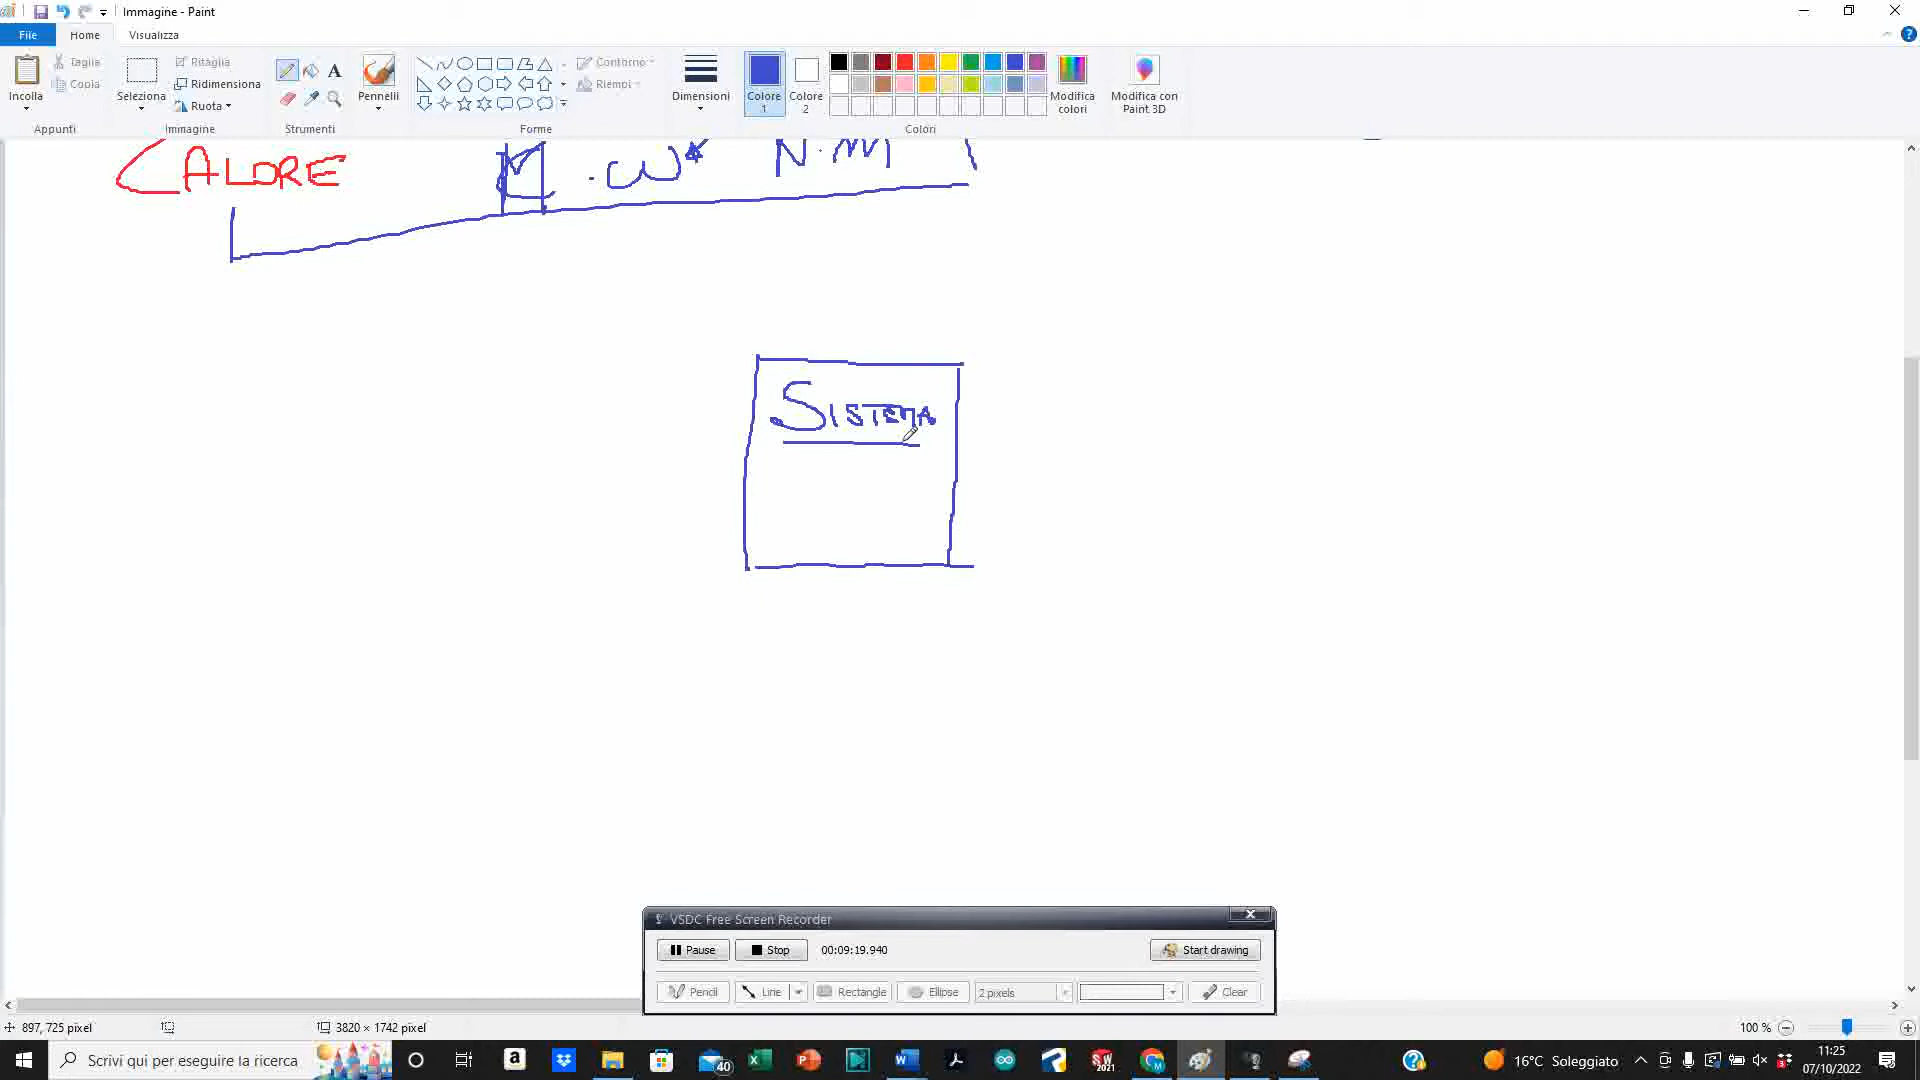 Immagine - Paint
File Home Visualizza
Incolla
Taglia
Copia
Appunti
Seleziona
Ritaglia
Ridimensiona
Ruota
Immagine
A
Strumenti
Pennelli
Contorno
Riempi
Forme
Dimensioni
Colore 1
Colore 2
Modifica colori
Modifica con Paint 3D
Colori
CALORE
· ω* N·m
SISTEMA
VSDC Free Screen Recorder
Pause Stop 00:09:19.940 Start drawing
Pencil Line Rectangle Ellipse 2 pixels Clear
897, 725 pixel 3820 × 1742 pixel 100 %
Scrivi qui per eseguire la ricerca 40 SW 2021 16°C Soleggiato 11:25
07/10/2022